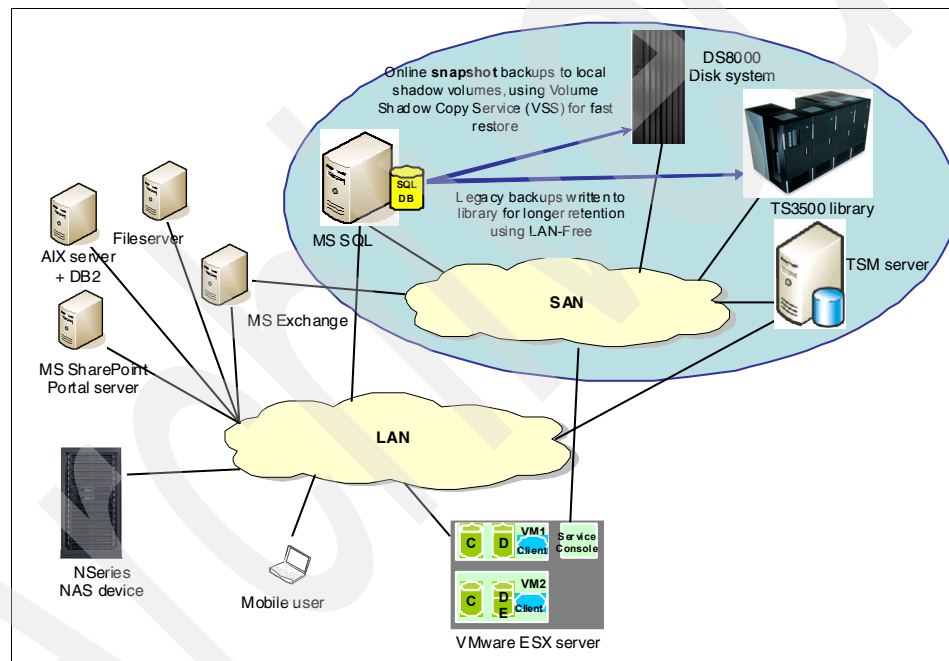 DS8000
Disk system
Online snapshot backups to local
shadow volumes, using Volume
Shadow Copy Service (VSS) for fast
restore
SQL
DB
MS SQL
Legacy backups written to
library for longer retention
using LAN-Free
TS3500 library
TSM server
SAN
Fileserver
AIX server
+ DB2
MS Exchange
MS SharePoint
Portal server
LAN
NSeries
NAS device
Mobile user
C
D
VM1
Client
Service
Console
C
D
E
VM2
Client
VMware ESX server